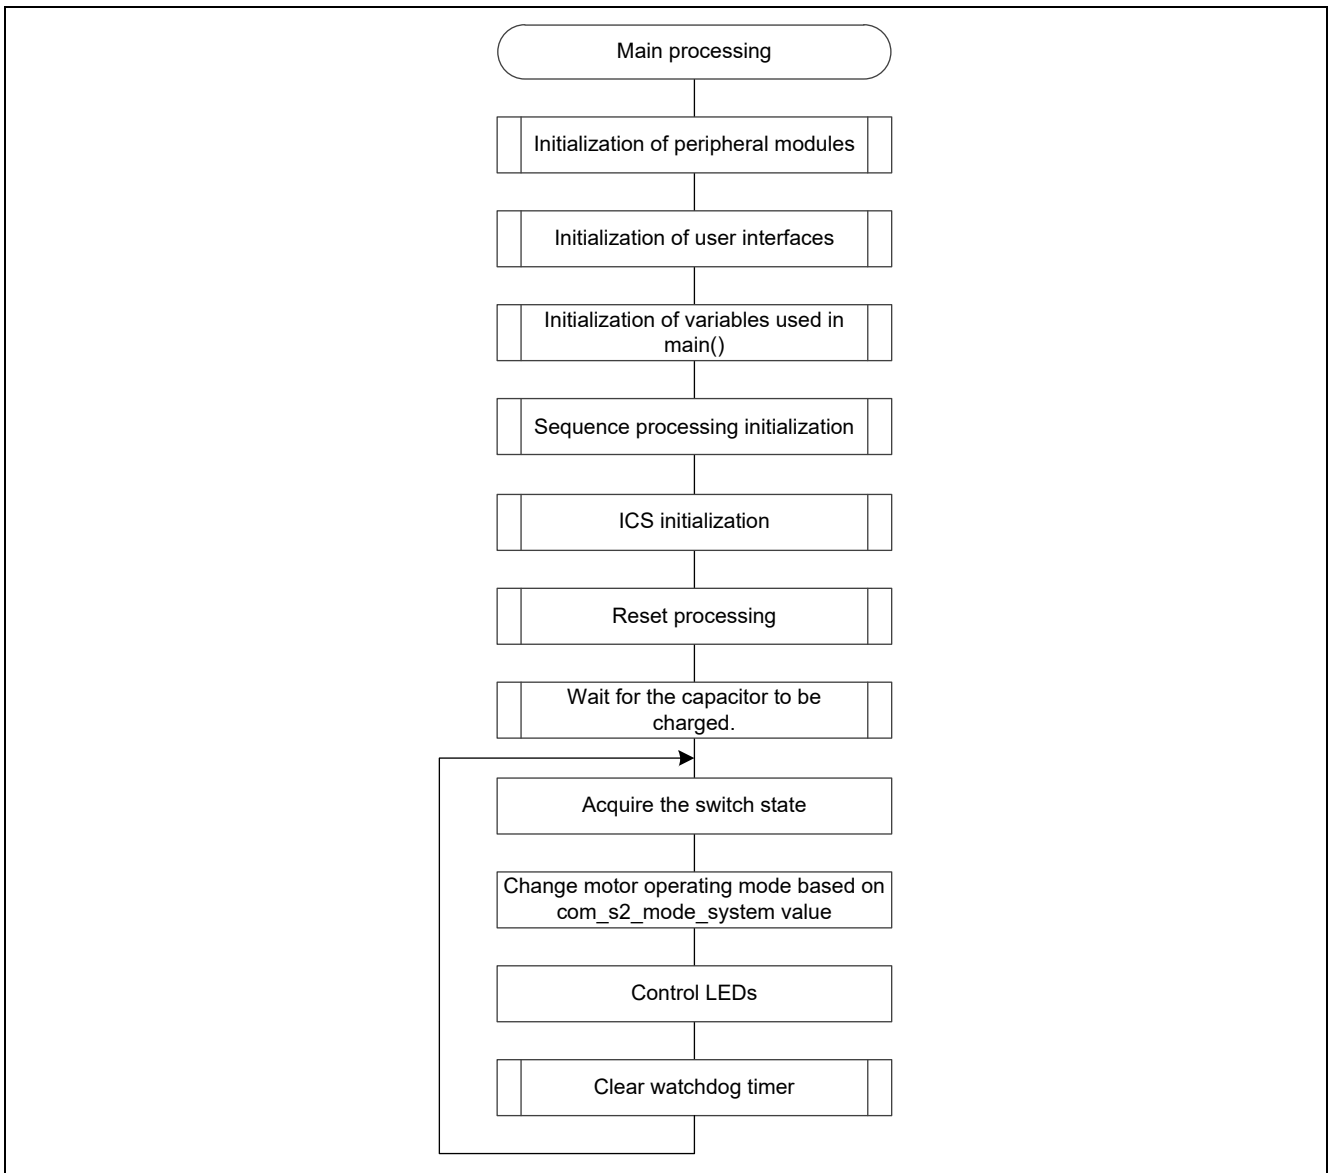 Main processing
Initialization of peripheral modules
Initialization of user interfaces
Initialization of variables used in
main()
Sequence processing initialization
ICS initialization
Reset processing
Wait for the capacitor to be
charged.
Acquire the switch state
Change motor operating mode based on
com_s2_mode_system value
Control LEDs
Clear watchdog timer